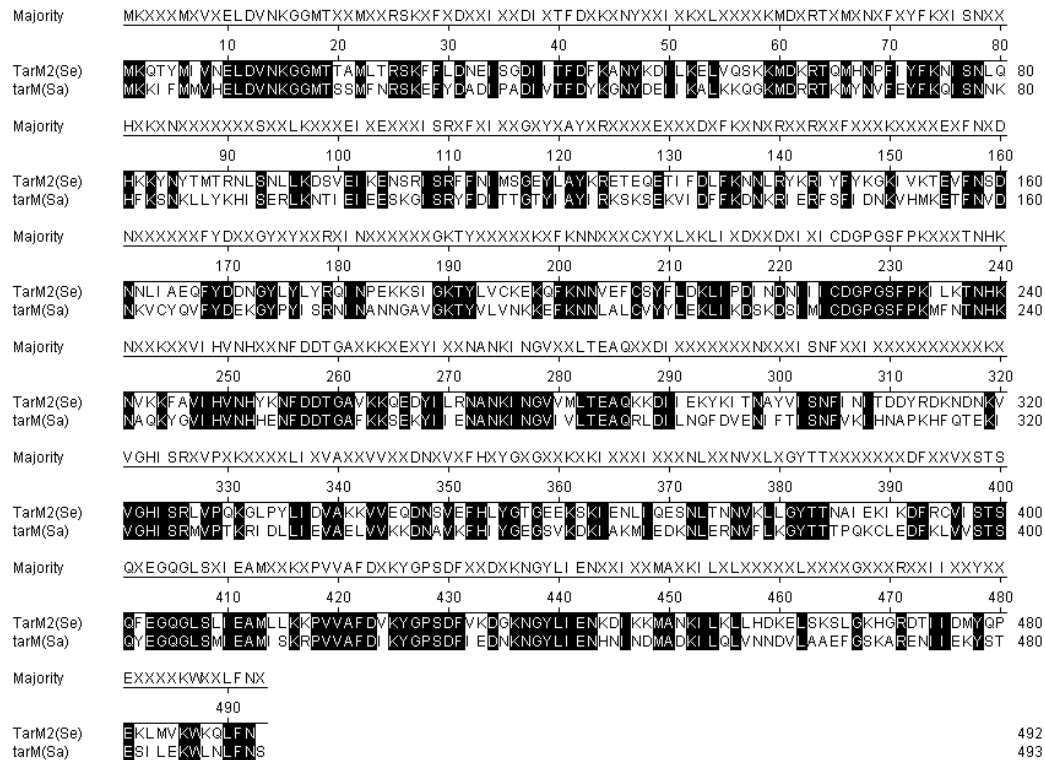 Majority MKXXXMXVXELDVNKGGMTXXMXXRSKXFXDXXIXXDIXTFDXKXNYXXIXKXLXXXXKMDXRTXMXNXFXYFKXISNXX
10 20 30 40 50 60 70 80
TarM2(Se) MKQTYMIVNELDVNKGGMTTAMLTRSKFFLDNEISGDIITFDFKANYKDILKELVQSKKMDKRTQMHNPFIYFKNISNLQ 80
tarM(Sa) MKKIFMMVHELDVNKGGMTSSMFNRSKEFYDADIPADIVTFDYKGNYDEIIKALKKQGKMDRRTKMYNVFEYFKQISNNK 80
Majority HXKXNXXXXXXXSXXLKXXXEIXEXXXISRXFXIXXGXYXAYXRXXXXEXXXDXFKXNXRXXRXXFXXXKXXXXEXFNXD
90 100 110 120 130 140 150 160
TarM2(Se) HKKYNYTMTRNLSNLLKDSVEIKENSRISRFFNIMSGEYLAYKRETEQETIFDLFKNNLRYKRIYFYKGKIVKTEVFNSD 160
tarM(Sa) HFKSNKLLYKHISERLKNTIEIEESKGISRYFDITTGTYIAYIRKSKSEKVIDFFKDNKRIERFSFIDNKVHMKETFNVD 160
Majority NXXXXXXFYDXXGYXYXXRXINXXXXXXGKTYXXXXXKXFKNNXXXCXYXLXKLIXDXXDXIXICDGPGSFPKXXXTNHK
170 180 190 200 210 220 230 240
TarM2(Se) NNLIAEQFYDDNGYLYLYRQINPEKKSIGKTYLVCKEKQFKNNVEFCSYFLDKLIPDINDNIIICDGPGSFPKILKTNHK 240
tarM(Sa) NKVCYQVFYDEKGYPYISRNINANNGAVGKTYVLVNKKEFKNNLALCVYYLEKLIKDSKDSIMICDGPGSFPKMFNTNHK 240
Majority NXXKKXXVIHVNHXXNFDDTGAXKKXEXYIXXNANKINGVXXLTEAQXXDIXXXXXXXNXXXISNFXXIXXXXXXXXXKX
250 260 270 280 290 300 310 320
TarM2(Se) NVKKFAVIHVNHYKNFDDTGAVKKQEDYILRNANKINGVVMLTEAQKKDIIEKYKITNAYVISNFINITDDYRDKNDNKV 320
tarM(Sa) NAQKYGVIHVNHHENFDDTGAFKKSEKYIIENANKINGVIVLTEAQRLDILNQFDVENIFTISNFVKIHNAPKHFQTEKI 320
Majority VGHISRXVPXKXXXXLIXVAXXVVXXDNXVXFHXYGXGXXKXKIXXXIXXXNLXXNVXLXGYTTXXXXXXXDFXXVXSTS
330 340 350 360 370 380 390 400
TarM2(Se) VGHISRLVPQKGLPYLIDVAKKVVEQDNSVEFHLYGTGEEKSKIENLIQESNLTNNVKLLGYTTNAIEKIKDFRCVISTS 400
tarM(Sa) VGHISRMVPTKRIDLLIEVAELVVKKDNAVKFHIYGEGSVKDKIAKMIEDKNLERNVFLKGYTTTPQKCLEDFKLVVSTS 400
Majority QXEGQGLSXIEAMXXKXPVVAFDXKYGPSDFXXDXKNGYLIENXXIXXMAXKILXLXXXXXLXXXXGXXXRXXIIXXYXX
410 420 430 440 450 460 470 480
TarM2(Se) QFEGQGLSLIEAMLLKKPVVAFDVKYGPSDFVKDGKNGYLIENKDIKKMANKILKLLHDKELSKSLGKHGRDTIIDMYQP 480
tarM(Sa) QYEGQGLSMIEAMISKRPVVAFDIKYGPSDFIEDNKNGYLIENHNINDMADKILQLVNNDVLAAEFGSKARENIIEKYST 480
Majority EXXXXKWXXLFNX
490
TarM2(Se) EKLMVKWKQLFN 492
tarM(Sa) ESILEKWLNLFNS 493